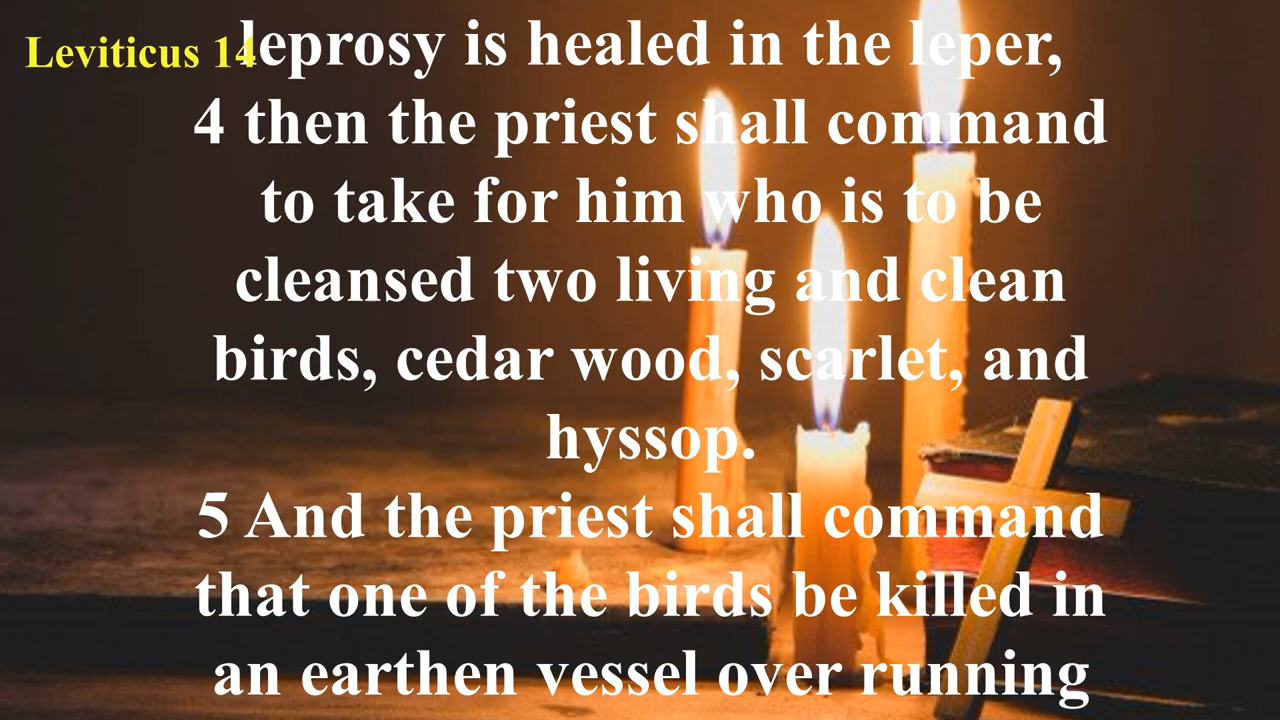 Leviticus 14
leprosy is healed in the leper,
4 then the priest shall command
to take for him who is to be
cleansed two living and clean
birds, cedar wood, scarlet, and
hyssop.
5 And the priest shall command
that one of the birds be killed in
an earthen vessel over running